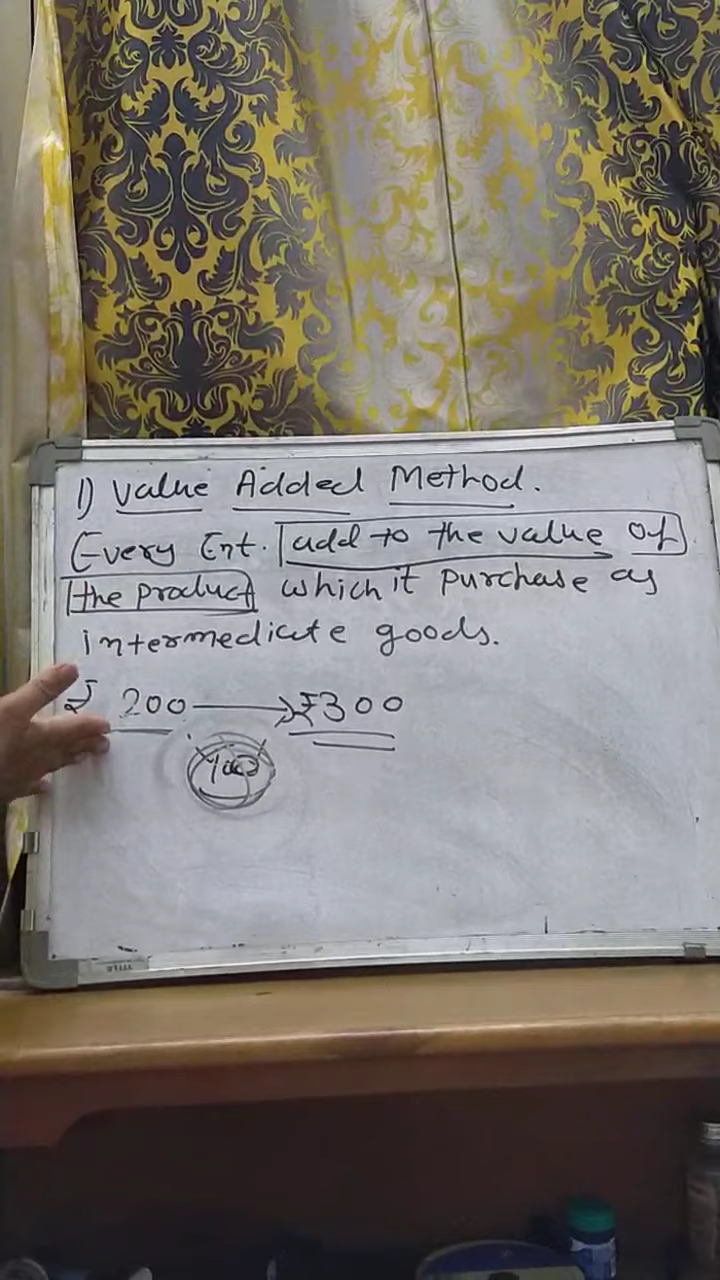 1) Value Added Method.
Every Ent. add to the value of
the product which it purchase as
intermediate goods.
₹ 200 → ₹300
100